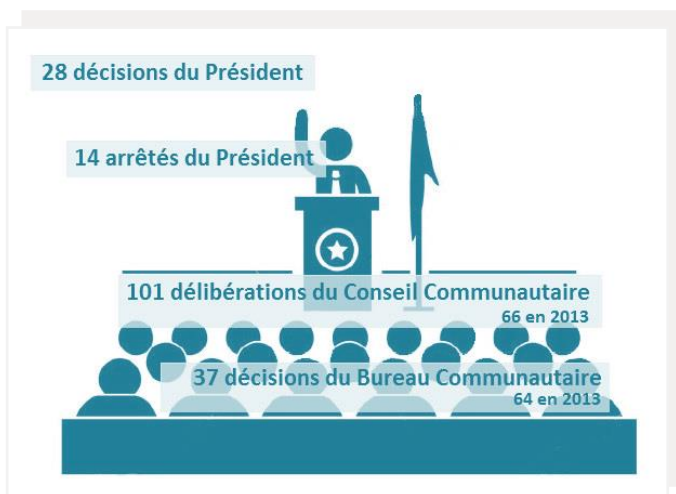 28 décisions du Président
14 arrêtés du Président
101 délibérations du Conseil Communautaire
66 en 2013
37 décisions du Bureau Communautaire
64 en 2013